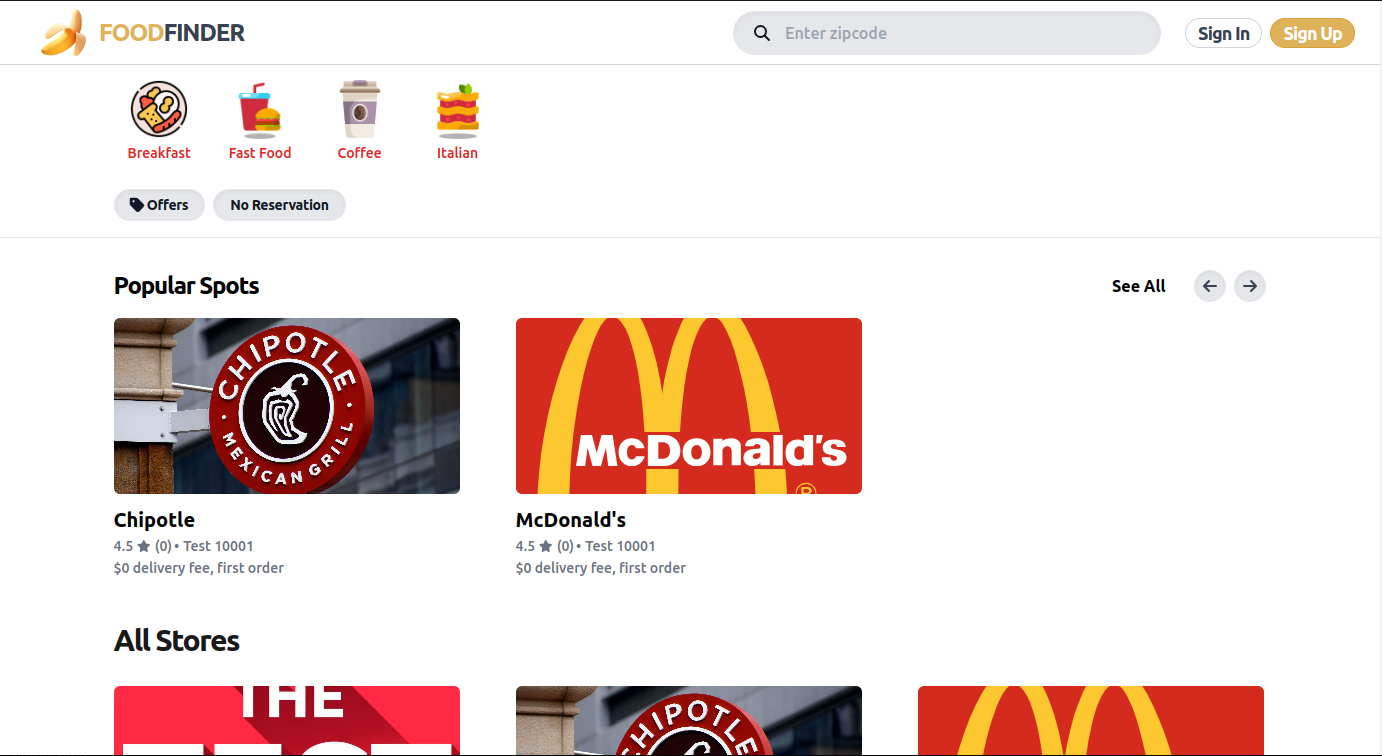 FOODFINDER
Enter zipcode
Sign In
Sign Up
Breakfast
Fast Food
Coffee
Italian
Offers
No Reservation
Popular Spots
See All
CHIPOTLE
MEXICAN GRILL
McDonald's
®
Chipotle
4.5 ★ (0) • Test 10001
$0 delivery fee, first order
McDonald's
4.5 ★ (0) • Test 10001
$0 delivery fee, first order
All Stores
THE
TEST
CHIPOTLE